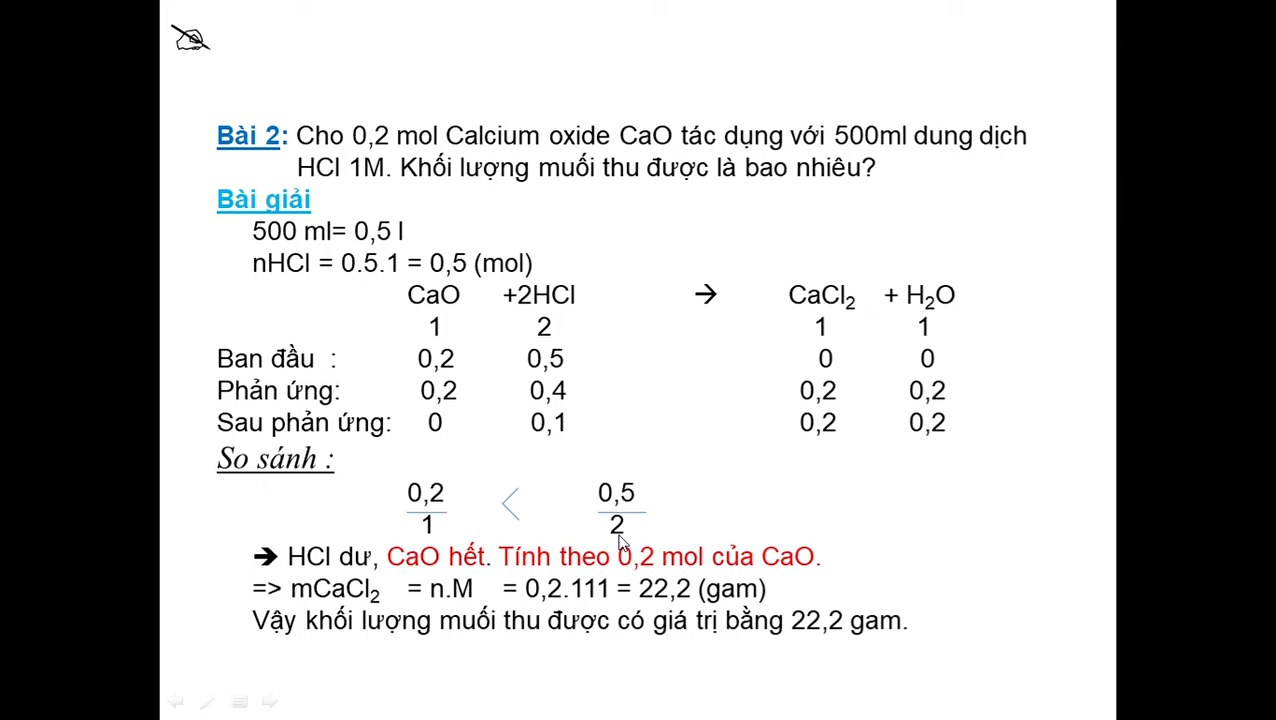 Bài 2: Cho 0,2 mol Calcium oxide CaO tác dụng với 500ml dung dịch
HCl 1M. Khối lượng muối thu được là bao nhiêu?
Bài giải
500 ml= 0,5 l
nHCl = 0.5.1 = 0,5 (mol)
CaO +2HCl → CaCl₂ + H₂O
1 2 1 1
Ban đầu : 0,2 0,5 0 0
Phản ứng: 0,2 0,4 0,2 0,2
Sau phản ứng: 0 0,1 0,2 0,2
So sánh :
0,2 < 0,5
1 2
➔ HCl dư, CaO hết. Tính theo 0,2 mol của CaO.
=> mCaCl₂ = n.M = 0,2.111 = 22,2 (gam)
Vậy khối lượng muối thu được có giá trị bằng 22,2 gam.